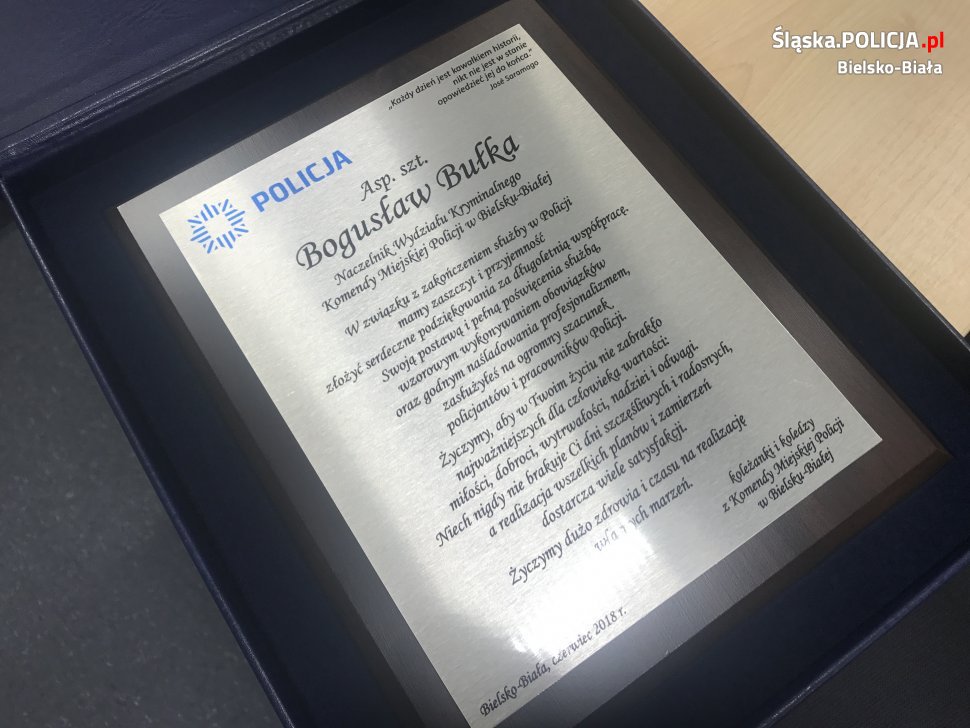 Śląska.POLICJA.pl
Bielsko-Biała
„Każdy dzień jest kawałkiem historii,
nikt nie jest w stanie
opowiedzieć jej do końca.”
José Saramago
POLICJA
Asp. szt.
Bogusław Bułka
Naczelnik Wydziału Kryminalnego
Komendy Miejskiej Policji w Bielsku-Białej
W związku z zakończeniem służby w Policji
mamy zaszczyt i przyjemność
złożyć serdeczne podziękowania za długoletnią współpracę.
Swoją postawą i pełną poświęcenia służbą,
wzorowym wykonywaniem obowiązków
oraz godnym naśladowania profesjonalizmem,
zasłużyłeś na ogromny szacunek
policjantów i pracowników Policji.
Życzymy, aby w Twoim życiu nie zabrakło
najważniejszych dla człowieka wartości:
miłości, dobroci, wytrwałości, nadziei i odwagi.
Niech nigdy nie brakuje Ci dni szczęśliwych i radosnych,
a realizacja wszelkich planów i zamierzeń
dostarcza wiele satysfakcji.
Życzymy dużo zdrowia i czasu na realizację
marzeń.
koleżanki i koledzy
z Komendy Miejskiej Policji
w Bielsku-Białej
Bielsko-Biała, czerwiec 2018 r.